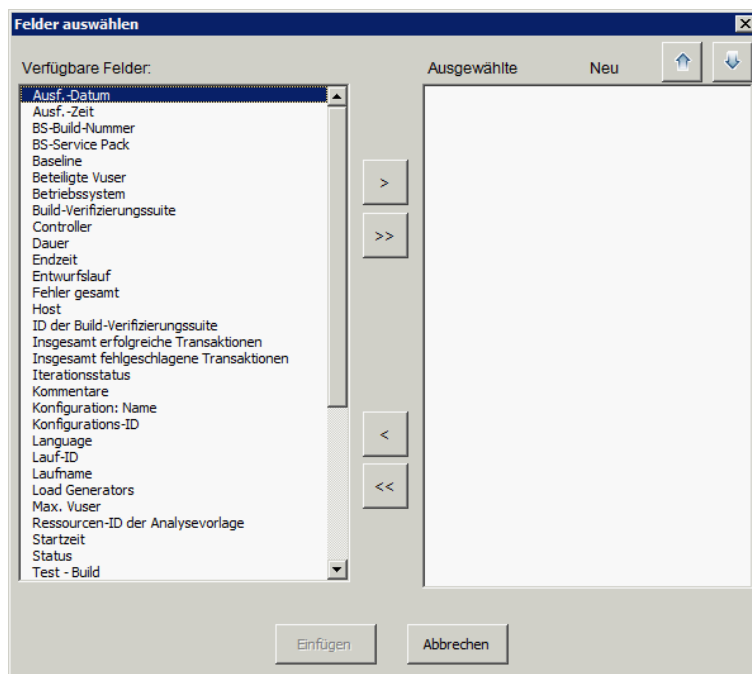 Felder auswählen
Verfügbare Felder:
Ausgewählte Neu
Ausf.-Datum
Ausf.-Zeit
BS-Build-Nummer
BS-Service Pack
Baseline
Beteiligte Vuser
Betriebssystem
Build-Verifizierungssuite
Controller
Dauer
Endzeit
Entwurfslauf
Fehler gesamt
Host
ID der Build-Verifizierungssuite
Insgesamt erfolgreiche Transaktionen
Insgesamt fehlgeschlagene Transaktionen
Iterationsstatus
Kommentare
Konfiguration: Name
Konfigurations-ID
Language
Lauf-ID
Laufname
Load Generators
Max. Vuser
Ressourcen-ID der Analysevorlage
Startzeit
Status
Test - Build
>
>>
<
<<
Einfügen
Abbrechen